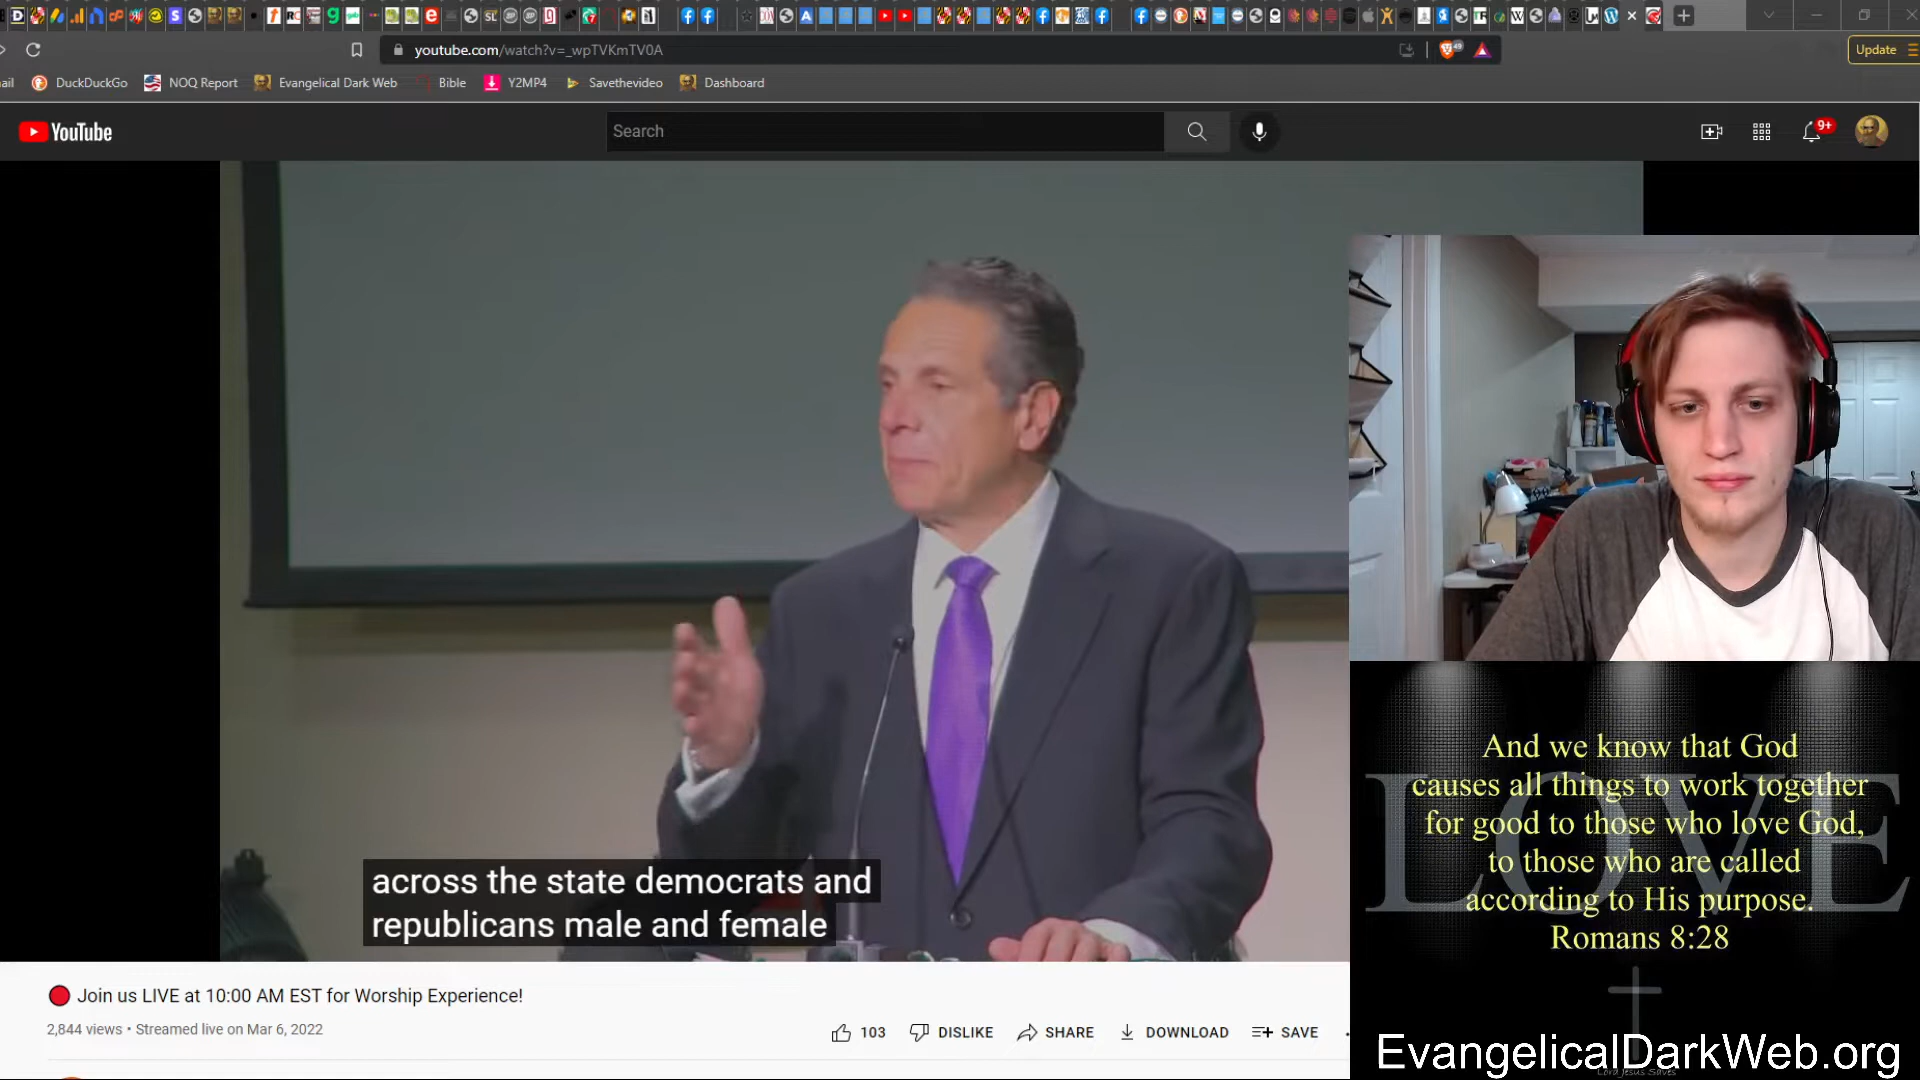 youtube.com/watch?v=_wpTVKmTV0A
Update
ail
DuckDuckGo
NOQ Report
Evangelical Dark Web
Bible
Y2MP4
Savethevideo
Dashboard
YouTube
Search
9+
across the state democrats and
republicans male and female
And we know that God
causes all things to work together
for good to those who love God,
to those who are called
according to His purpose.
Romans 8:28
LOVE
Join us LIVE at 10:00 AM EST for Worship Experience!
2,844 views • Streamed live on Mar 6, 2022
103
DISLIKE
SHARE
DOWNLOAD
SAVE
EvangelicalDarkWeb.org
Lord Jesus Saves